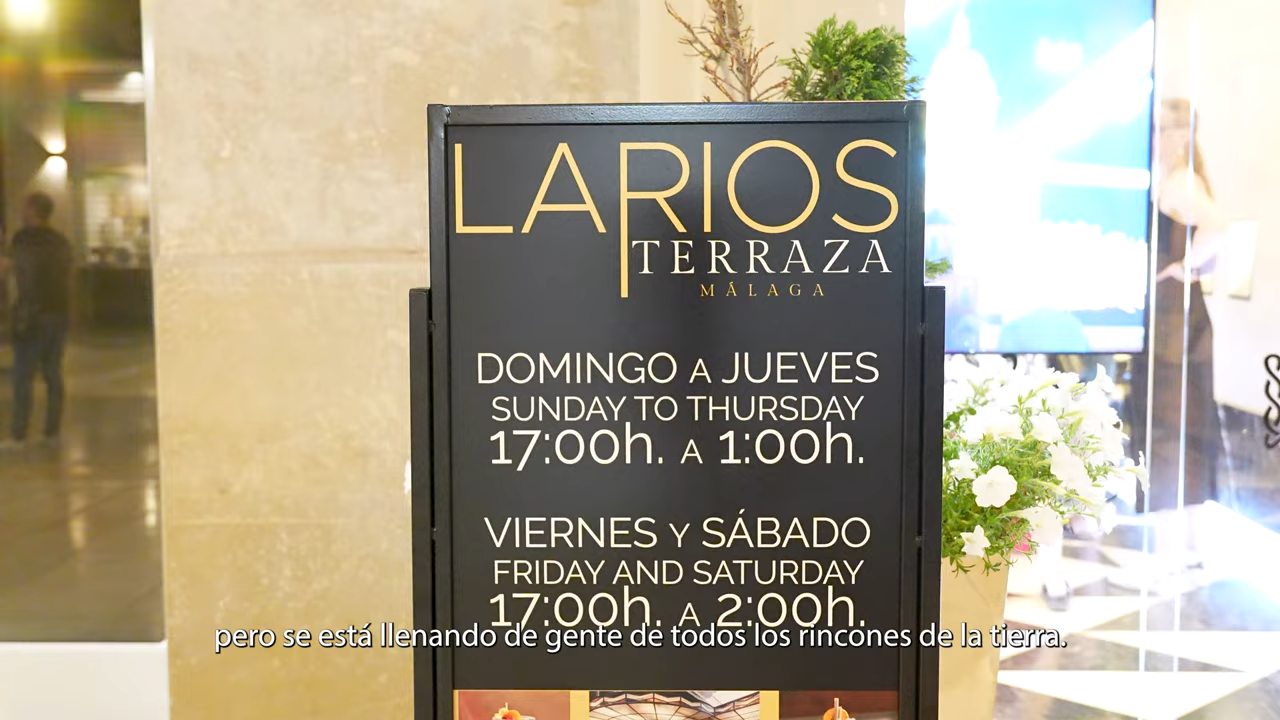 LARIOS
TERRAZA
MÁLAGA
DOMINGO A JUEVES
SUNDAY TO THURSDAY
17:00h. A 1:00h.
VIERNES Y SÁBADO
FRIDAY AND SATURDAY
17:00h. A 2:00h.
pero se está llenando de gente de todos los rincones de la tierra.